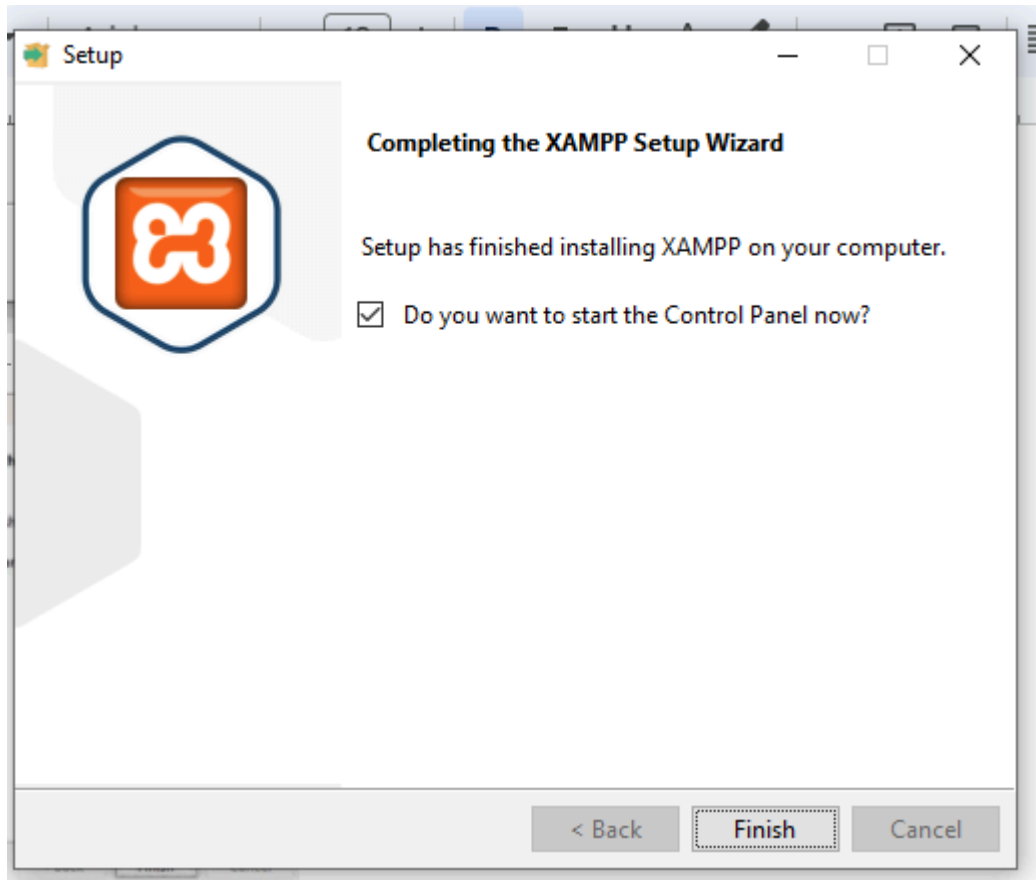 Setup
Completing the XAMPP Setup Wizard
Setup has finished installing XAMPP on your computer.
Do you want to start the Control Panel now?
< Back
Finish
Cancel